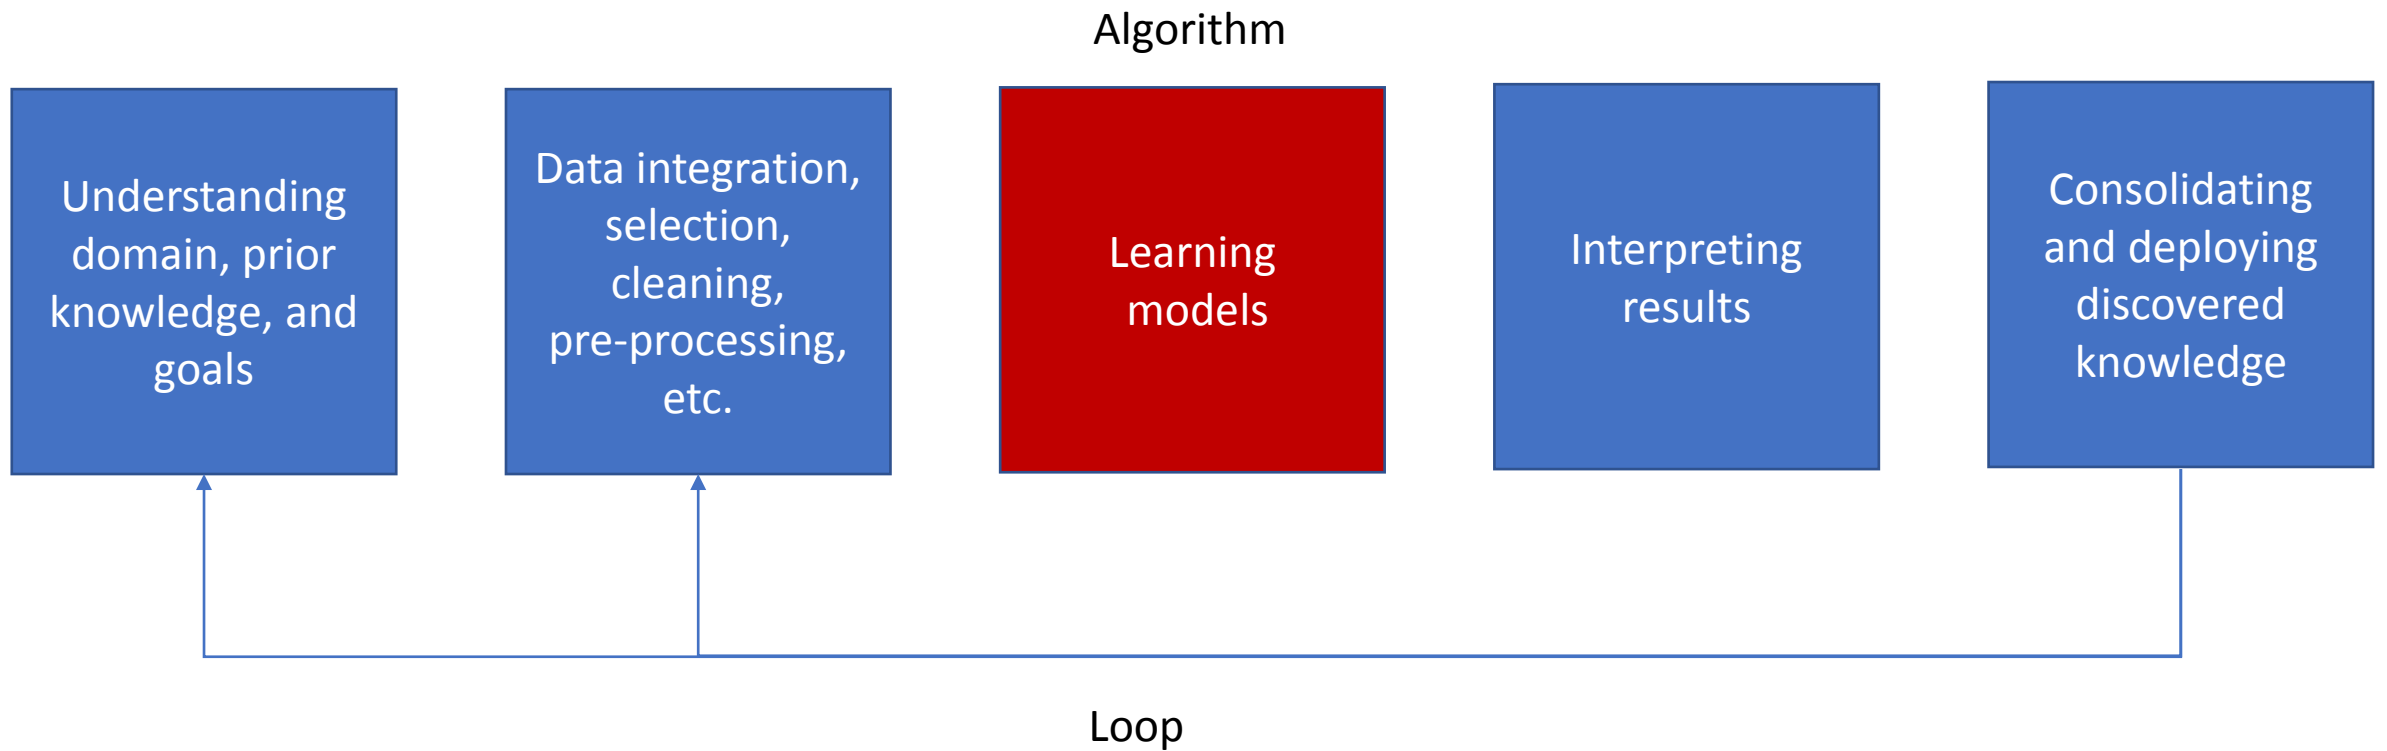 Algorithm
Understanding
domain, prior
knowledge, and
goals
Data integration,
selection,
cleaning,
pre-processing,
etc.
Learning
models
Interpreting
results
Consolidating
and deploying
discovered
knowledge
Loop